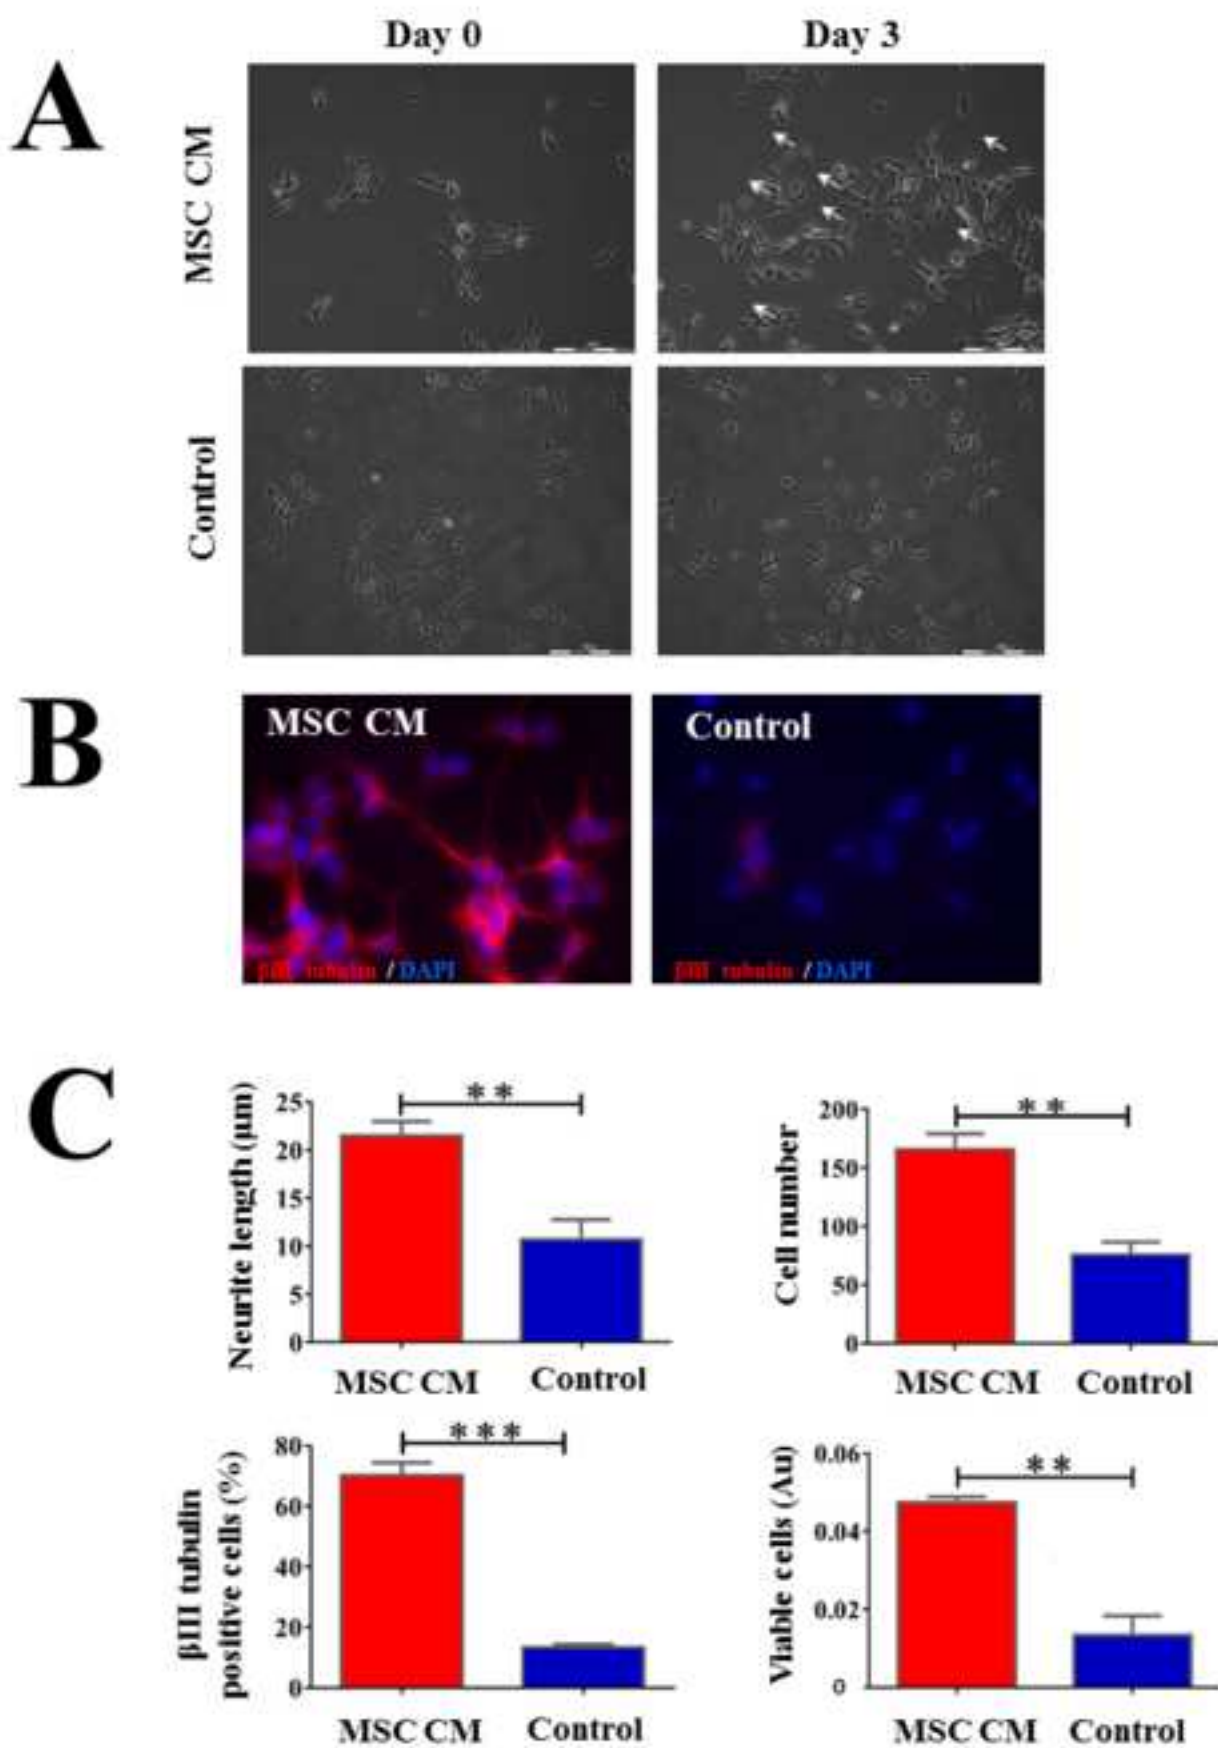 A
Day 0
Day 3
MSC CM
Control
B
MSC CM
Control
βIII tubulin / DAPI
βIII tubulin / DAPI
C
Neurite length (μm)
25
20
15
10
5
0
**
MSC CM
Control
Cell number
200
150
100
50
0
**
MSC CM
Control
βIII tubulin
positive cells (%)
80
60
40
20
0
***
MSC CM
Control
Viable cells (Au)
0.06
0.04
0.02
0
**
MSC CM
Control